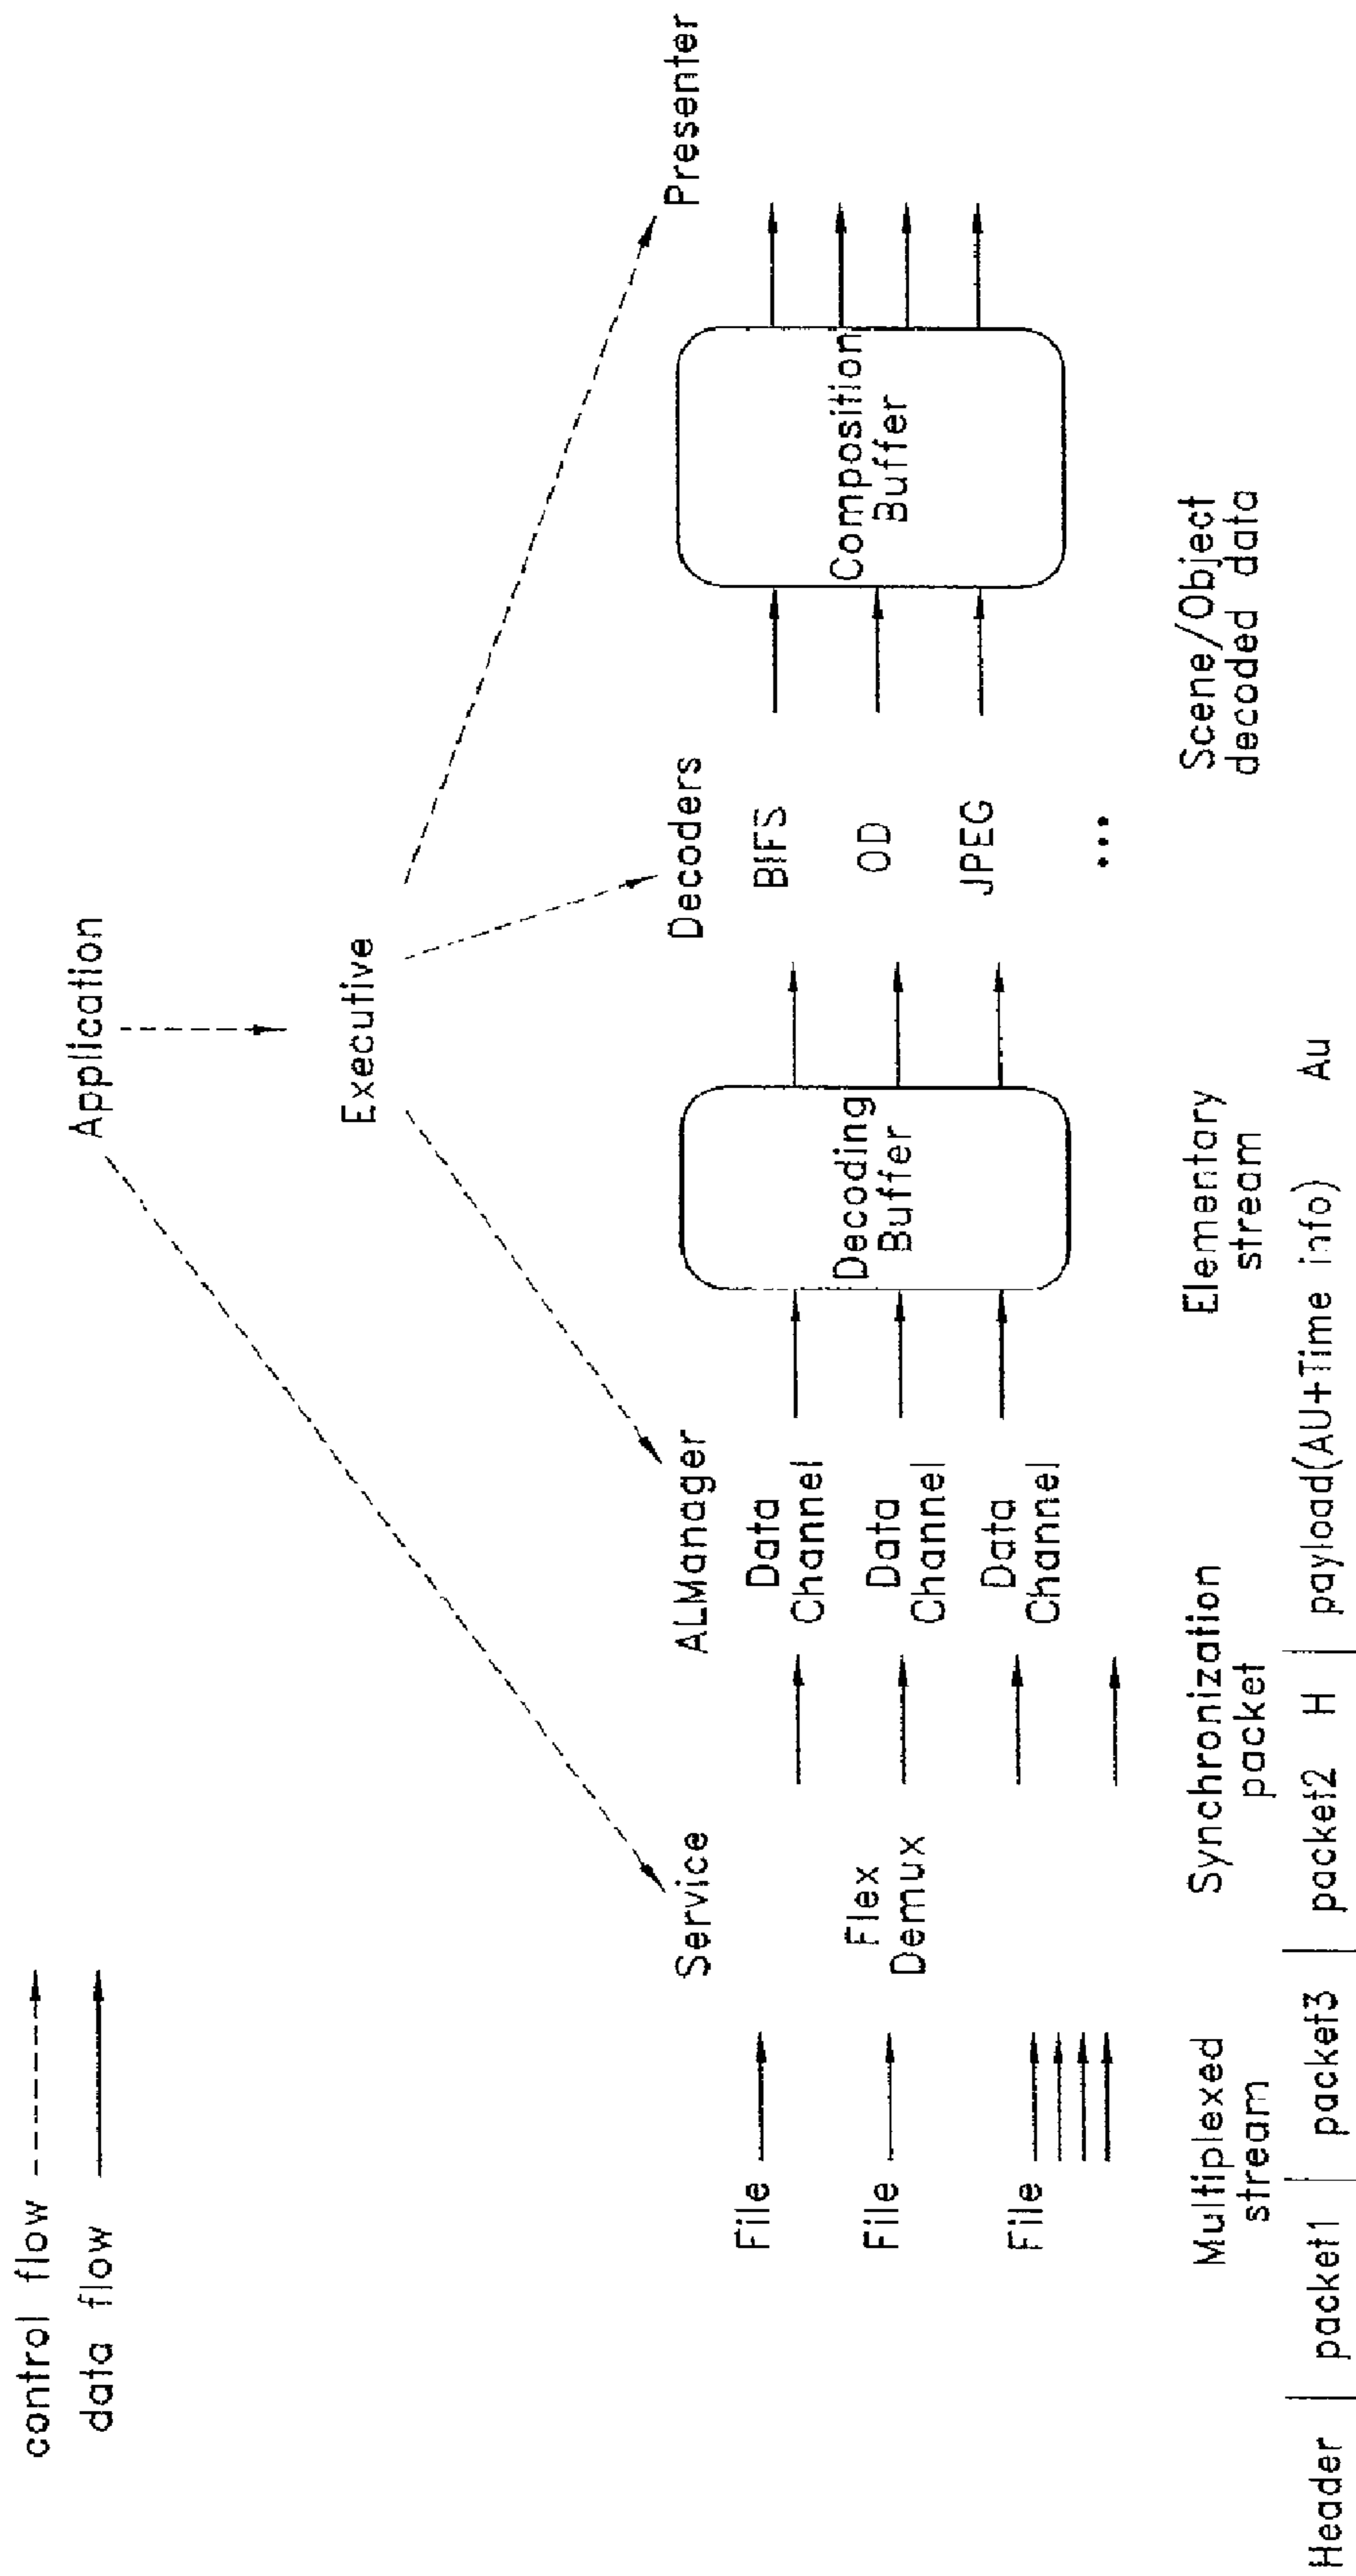 control flow
data flow
Application
Executive
Service
ALManager
Decoders
Presenter
File
File
File
Flex
Demux
Data
Channel
Data
Channel
Data
Channel
Decoding
Buffer
BIFS
OD
JPEG
...
Composition
Buffer
Multiplexed
stream
Synchronization
packet
Elementary
stream
Scene/Object
decoded data
Header | packet1 | packet3 | packet2 H | payload(AU+Time info) Au